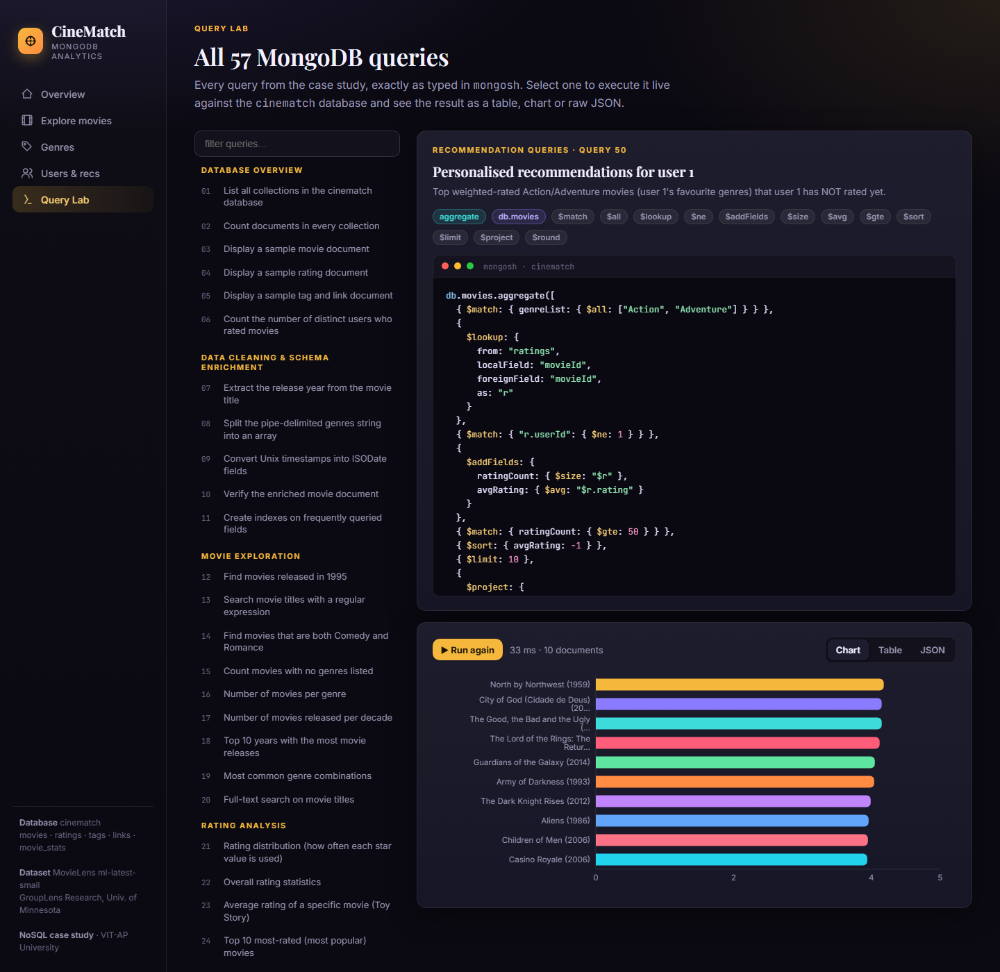 CineMatch
MONGODB
ANALYTICS
Overview
Explore movies
Genres
Users & recs
Query Lab
Database cinematch
movies · ratings · tags · links ·
movie_stats
Dataset MovieLens ml-latest-
small
GroupLens Research, Univ. of
Minnesota
NoSQL case study · VIT-AP
University
QUERY LAB
All 57 MongoDB queries
Every query from the case study, exactly as typed in mongosh. Select one to execute it live
against the cinematch database and see the result as a table, chart or raw JSON.
filter queries...
DATABASE OVERVIEW
01 List all collections in the cinematch
database
02 Count documents in every collection
03 Display a sample movie document
04 Display a sample rating document
05 Display a sample tag and link document
06 Count the number of distinct users who
rated movies
DATA CLEANING & SCHEMA
ENRICHMENT
07 Extract the release year from the movie
title
08 Split the pipe-delimited genres string
into an array
09 Convert Unix timestamps into ISODate
fields
10 Verify the enriched movie document
11 Create indexes on frequently queried
fields
MOVIE EXPLORATION
12 Find movies released in 1995
13 Search movie titles with a regular
expression
14 Find movies that are both Comedy and
Romance
15 Count movies with no genres listed
16 Number of movies per genre
17 Number of movies released per decade
18 Top 10 years with the most movie
releases
19 Most common genre combinations
20 Full-text search on movie titles
RATING ANALYSIS
21 Rating distribution (how often each star
value is used)
22 Overall rating statistics
23 Average rating of a specific movie (Toy
Story)
24 Top 10 most-rated (most popular)
movies
RECOMMENDATION QUERIES · QUERY 50
Personalised recommendations for user 1
Top weighted-rated Action/Adventure movies (user 1's favourite genres) that user 1 has NOT rated yet.
aggregate db.movies $match $all $lookup $ne $addFields $size $avg $gte $sort
$limit $project $round
mongosh · cinematch
db.movies.aggregate([
{ $match: { genreList: { $all: ["Action", "Adventure"] } } },
{
$lookup: {
from: "ratings",
localField: "movieId",
foreignField: "movieId",
as: "r"
}
},
{ $match: { "r.userId": { $ne: 1 } } },
{
$addFields: {
ratingCount: { $size: "$r" },
avgRating: { $avg: "$r.rating" }
}
},
{ $match: { ratingCount: { $gte: 50 } } },
{ $sort: { avgRating: -1 } },
{ $limit: 10 },
{
$project: {
▶ Run again 33 ms · 10 documents
Chart Table JSON
North by Northwest (1959)
City of God (Cidade de Deus)
(20...
The Good, the Bad and the Ugly
(...
The Lord of the Rings: The
Retur...
Guardians of the Galaxy (2014)
Army of Darkness (1993)
The Dark Knight Rises (2012)
Aliens (1986)
Children of Men (2006)
Casino Royale (2006)
0 2 4 5